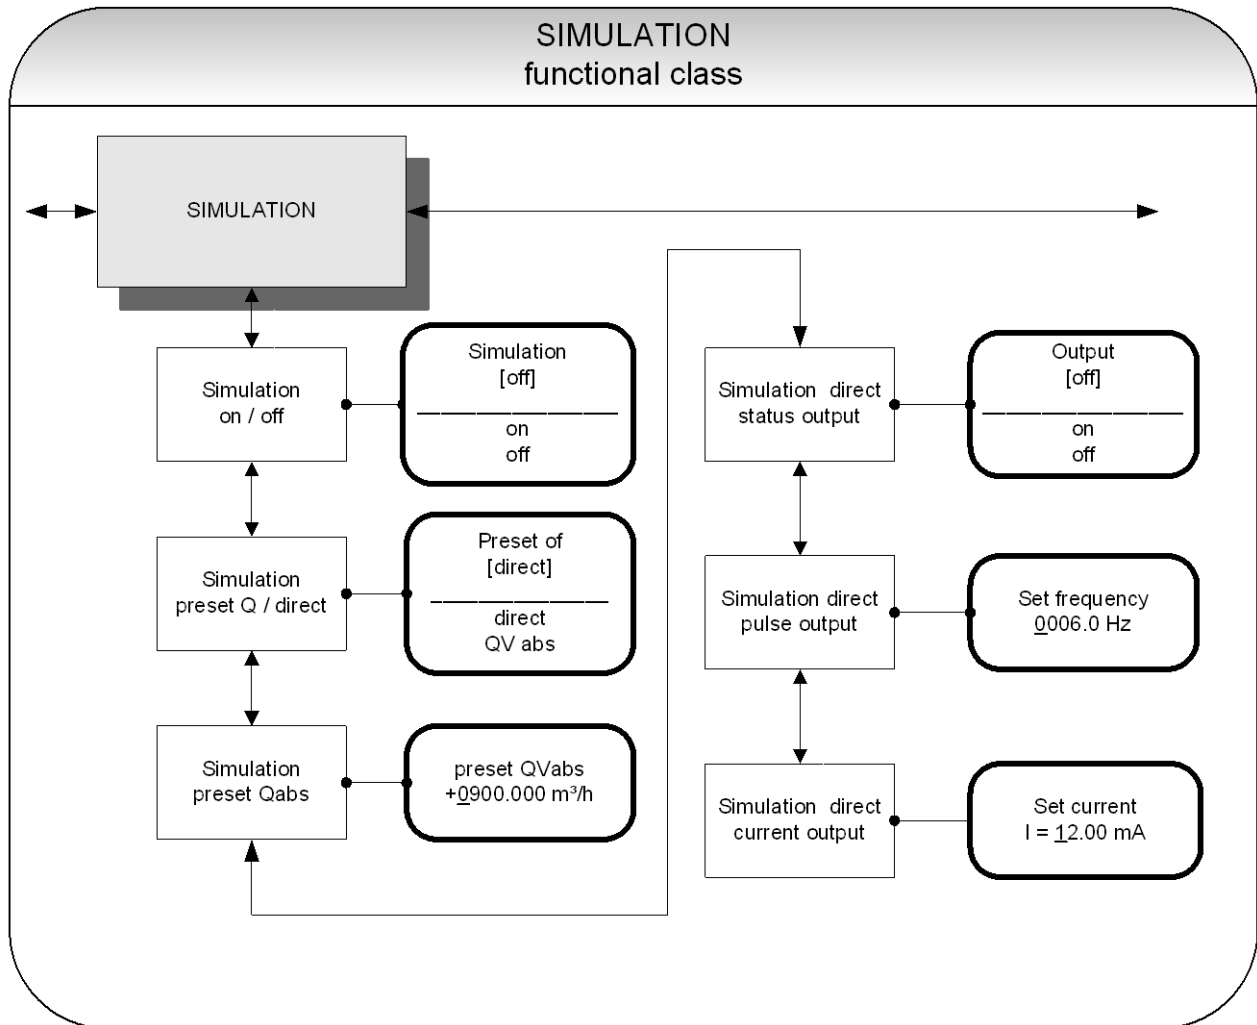 SIMULATION
functional class
SIMULATION
Simulation
on / off
Simulation
[off]
on
off
Simulation
preset Q / direct
Preset of
[direct]
direct
QV abs
Simulation
preset Qabs
preset QVabs
+0900.000 m³/h
Simulation direct
status output
Output
[off]
on
off
Simulation direct
pulse output
Set frequency
0006.0 Hz
Simulation direct
current output
Set current
I = 12.00 mA